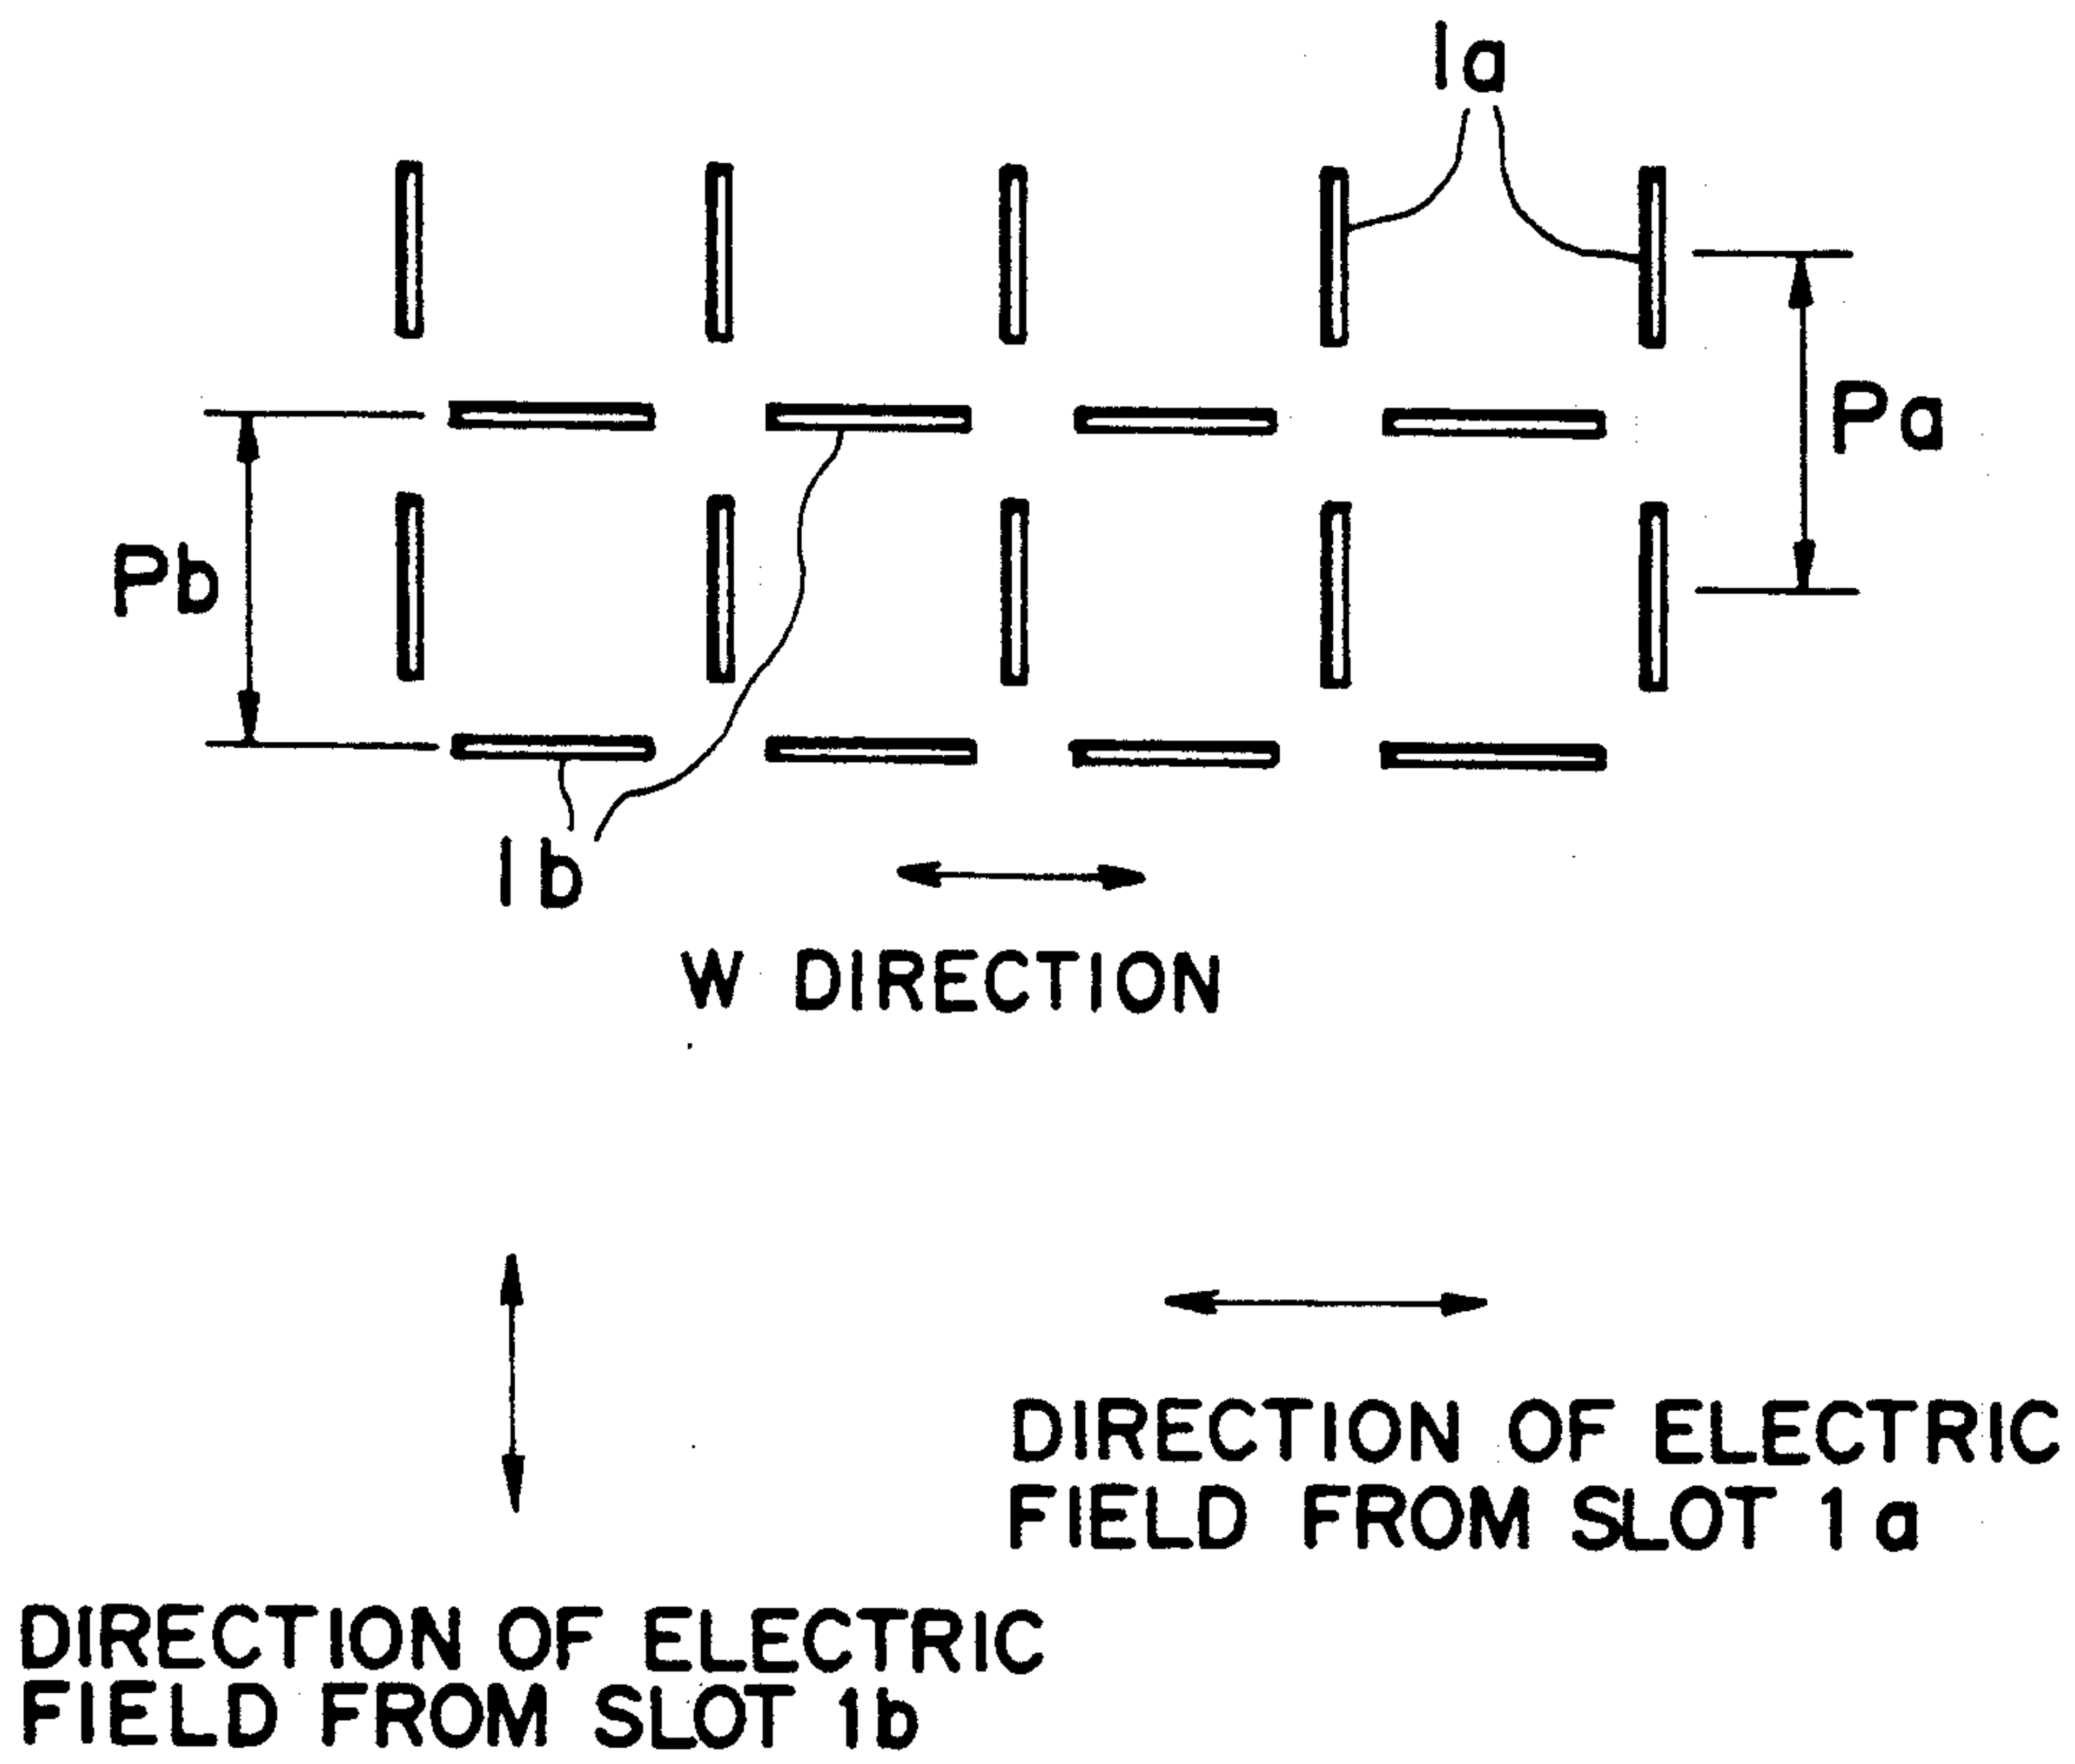 1a
Pa
Pb
1b
W DIRECTION
DIRECTION OF ELECTRIC
FIELD FROM SLOT 1a
DIRECTION OF ELECTRIC
FIELD FROM SLOT 1b